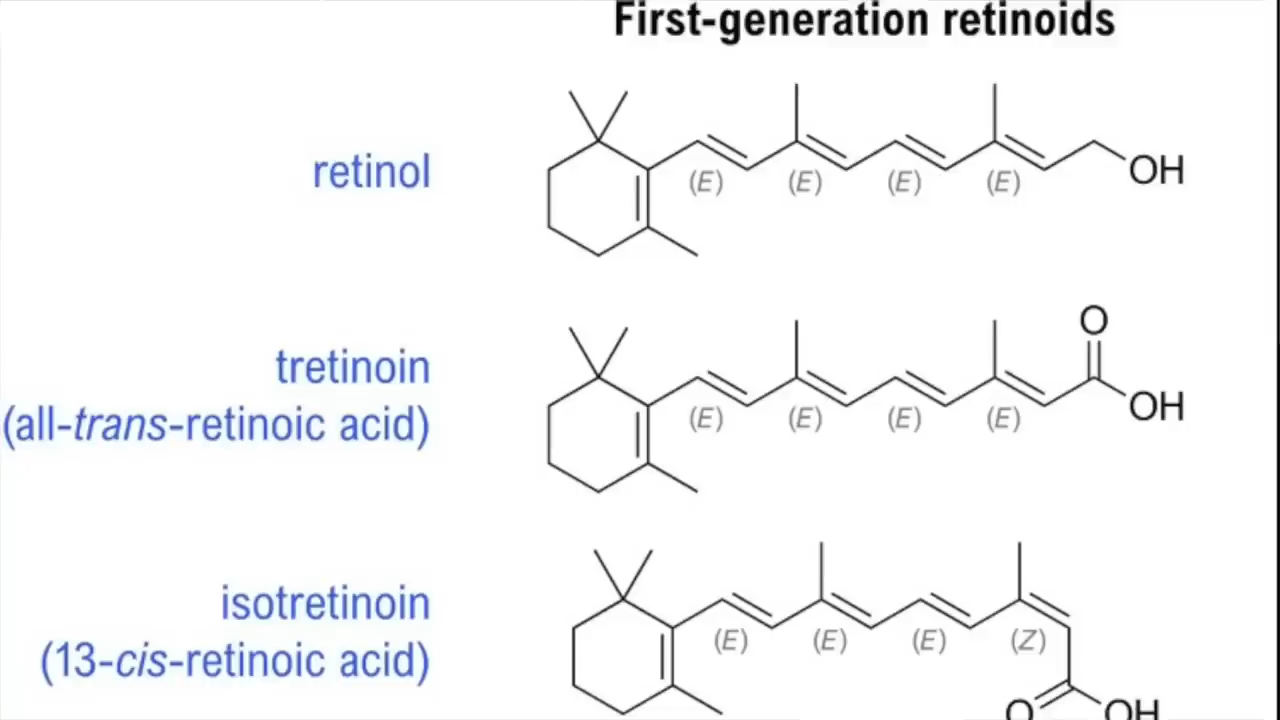 First-generation retinoids
retinol
(E) (E) (E) (E) OH
tretinoin
(all-trans-retinoic acid)
O
OH
(E) (E) (E) (E)
isotretinoin
(13-cis-retinoic acid)
(E) (E) (E) (Z)
O OH